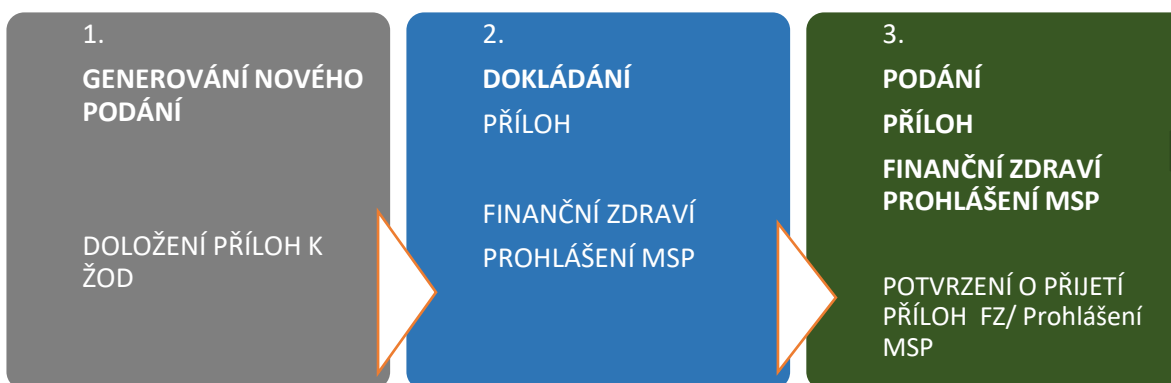 1.
GENEROVÁNÍ NOVÉHO
PODÁNÍ
DOLOŽENÍ PŘÍLOH K
ŽOD
2.
DOKLÁDÁNÍ
PŘÍLOH
FINANČNÍ ZDRAVÍ
PROHLÁŠENÍ MSP
3.
PODÁNÍ
PŘÍLOH
FINANČNÍ ZDRAVÍ
PROHLÁŠENÍ MSP
POTVRZENÍ O PŘIJETÍ
PŘÍLOH FZ/ Prohlášení
MSP